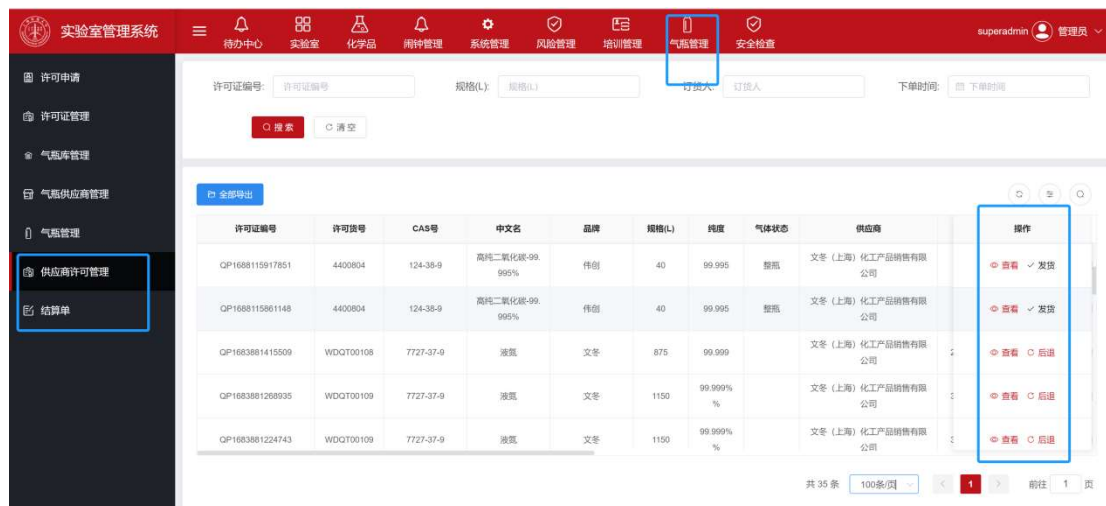 实验室管理系统
待办中心 实验室 化学品 闹钟管理 系统管理 风险管理 培训管理 气瓶管理 安全检查
superadmin 管理员
许可申请
许可证管理
气瓶库管理
气瓶供应商管理
气瓶管理
供应商许可管理
结算单
许可证编号: 许可证编号 规格(L): 规格(L) 订货人: 订货人 下单时间: 下单时间
搜索 清空
全部导出
许可证编号 许可货号 CAS号 中文名 品牌 规格(L) 纯度 气体状态 供应商 操作
QP1688115917851 4400804 124-38-9 高纯二氧化碳-99.995% 伟创 40 99.995 整瓶 文冬（上海）化工产品销售有限公司 查看 发货
QP1688115861148 4400804 124-38-9 高纯二氧化碳-99.995% 伟创 40 99.995 整瓶 文冬（上海）化工产品销售有限公司 查看 发货
QP1683881415509 WDQT00108 7727-37-9 液氮 文冬 875 99.999 文冬（上海）化工产品销售有限公司 查看 后退
QP1683881268935 WDQT00109 7727-37-9 液氮 文冬 1150 99.999%% 文冬（上海）化工产品销售有限公司 查看 后退
QP1683881224743 WDQT00109 7727-37-9 液氮 文冬 1150 99.999%% 文冬（上海）化工产品销售有限公司 查看 后退
共 35 条 100条/页 1 前往 1 页